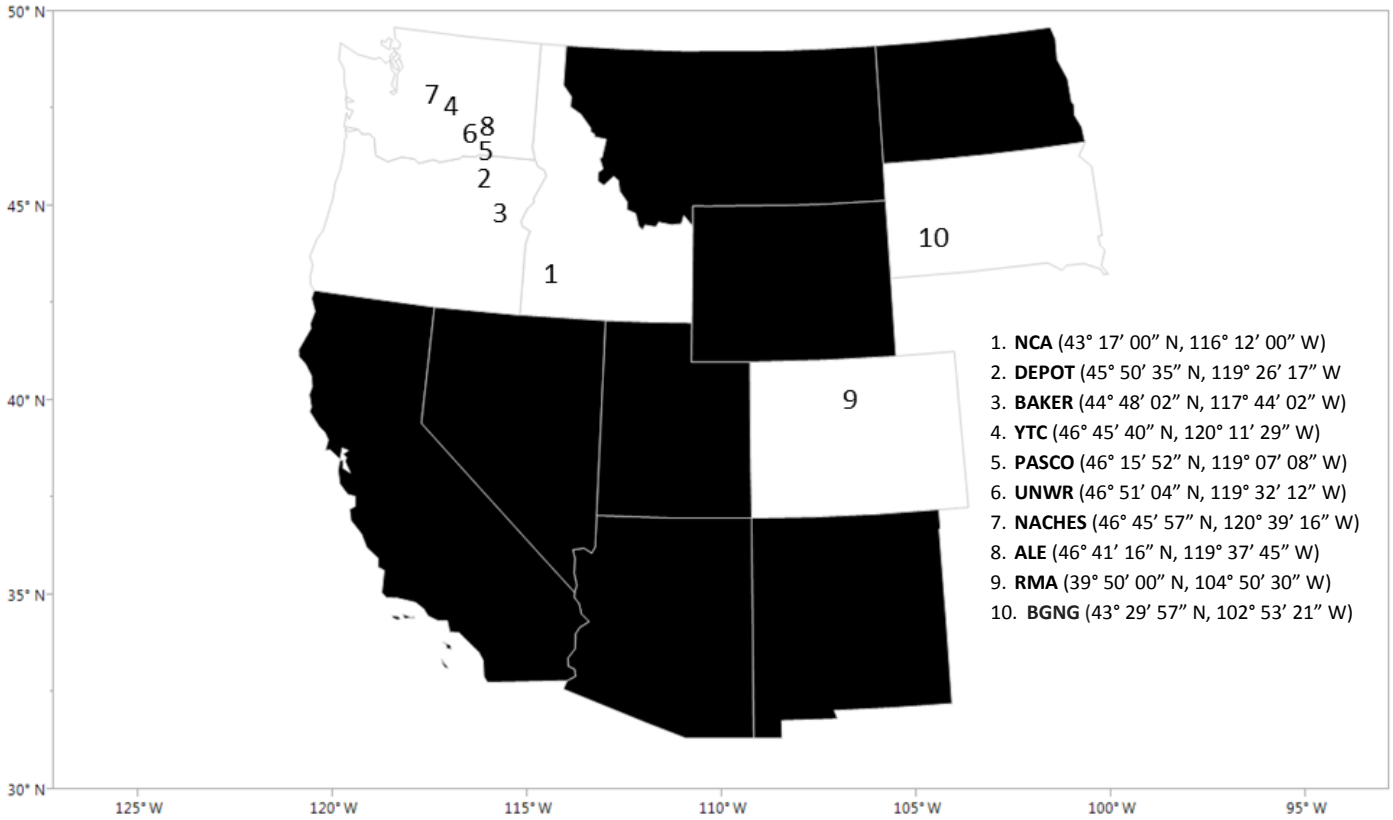 50° N
7
4
6 8
5
2
45° N
3
10
1
1. NCA (43° 17’ 00” N, 116° 12’ 00” W)
2. DEPOT (45° 50’ 35” N, 119° 26’ 17” W
40° N
9
3. BAKER (44° 48’ 02” N, 117° 44’ 02” W)
4. YTC (46° 45’ 40” N, 120° 11’ 29” W)
5. PASCO (46° 15’ 52” N, 119° 07’ 08” W)
6. UNWR (46° 51’ 04” N, 119° 32’ 12” W)
7. NACHES (46° 45’ 57” N, 120° 39’ 16” W)
8. ALE (46° 41’ 16” N, 119° 37’ 45” W)
9. RMA (39° 50’ 00” N, 104° 50’ 30” W)
10. BGNG (43° 29’ 57” N, 102° 53’ 21” W)
35° N
30° N
125° W 120° W 115° W 110° W 105° W 100° W 95° W